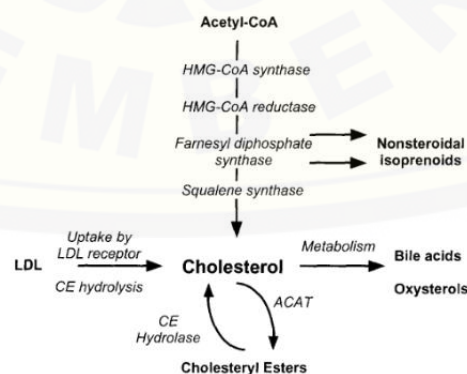 Acetyl-CoA
HMG-CoA synthase
HMG-CoA reductase
Farnesyl diphosphate
synthase
Nonsteroidal
isoprenoids
Squalene synthase
Uptake by
LDL receptor
LDL
CE hydrolysis
Cholesterol
Metabolism
Bile acids
Oxysterols
ACAT
CE
Hydrolase
Cholesteryl Esters